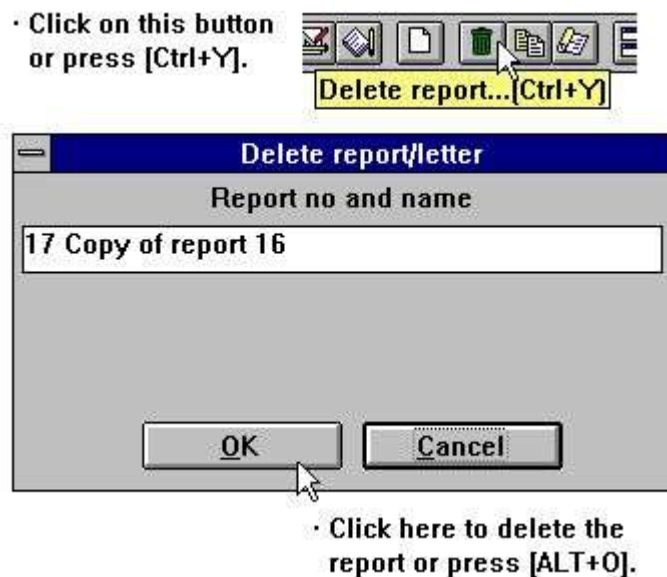 · Click on this button
or press [Ctrl+Y].
Delete report...(Ctrl+Y)
Delete report/letter
Report no and name
17 Copy of report 16
OK
Cancel
· Click here to delete the
report or press [ALT+O].